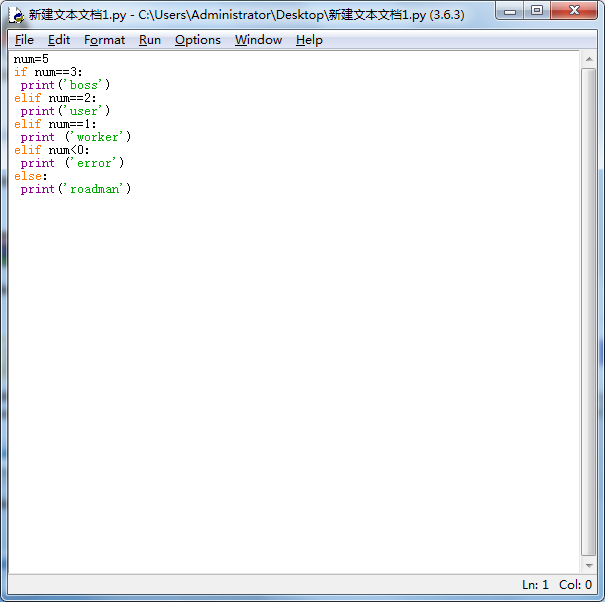 新建文本文档1.py - C:\Users\Administrator\Desktop\新建文本文档1.py (3.6.3)
File Edit Format Run Options Window Help
num=5
if num==3:
 print('boss')
elif num==2:
 print('user')
elif num==1:
 print ('worker')
elif num<0:
 print ('error')
else:
 print('roadman')
Ln: 1 Col: 0